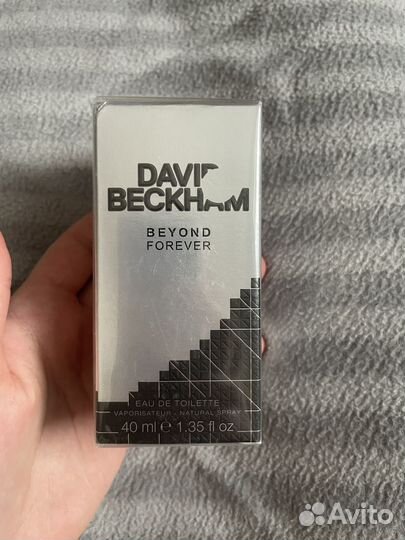 DAVID
BECKHAM
BEYOND
FOREVER
EAU DE TOILETTE
VAPORISATEUR - NATURAL SPRAY
40 ml ℮ 1.35 fl oz
Avito